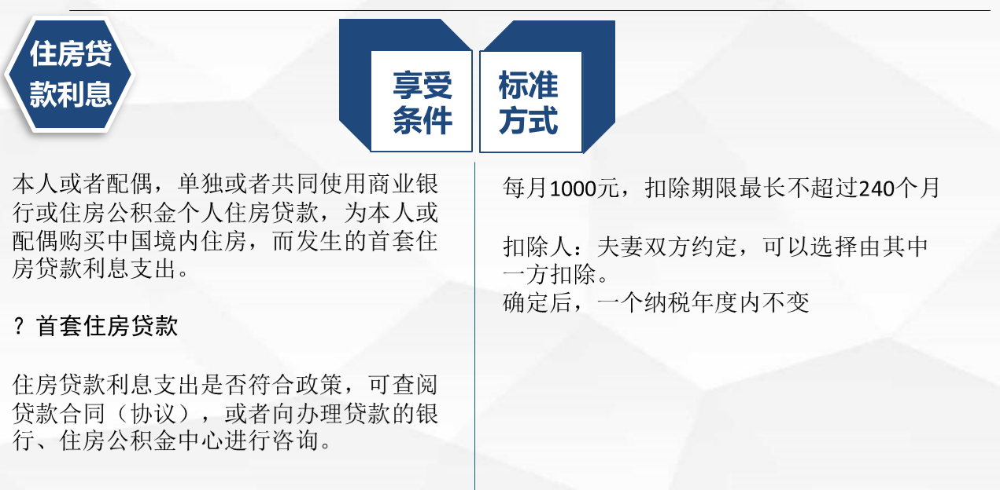 住房贷
款利息
享受
条件
标准
方式
本人或者配偶，单独或者共同使用商业银
行或住房公积金个人住房贷款，为本人或
配偶购买中国境内住房，而发生的首套住
房贷款利息支出。
？首套住房贷款
住房贷款利息支出是否符合政策，可查阅
贷款合同（协议），或者向办理贷款的银
行、住房公积金中心进行咨询。
每月1000元，扣除期限最长不超过240个月
扣除人：夫妻双方约定，可以选择由其中
一方扣除。
确定后，一个纳税年度内不变